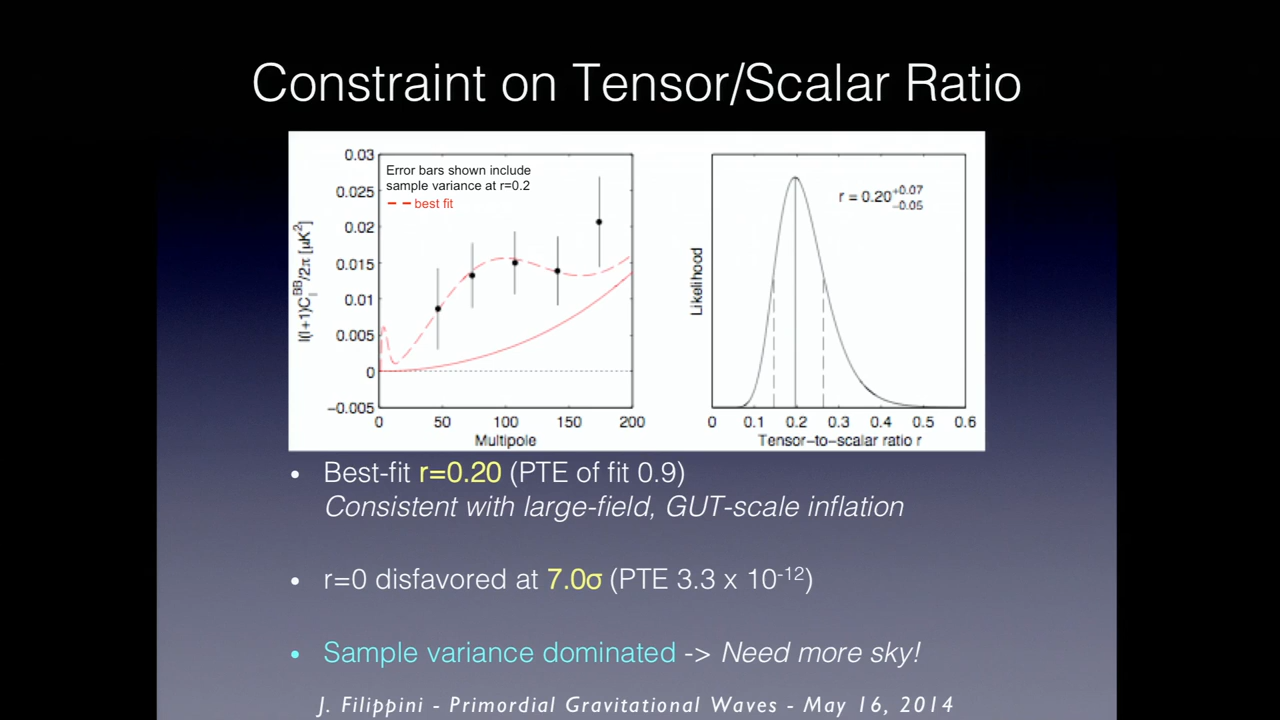 Constraint on Tensor/Scalar Ratio
0.03
0.025
0.02
0.015
0.01
0.005
0
−0.005
l(l+1)C_l^BB/2π [μK²]
Error bars shown include
sample variance at r=0.2
best fit
0 50 100 150 200
Multipole
Likelihood
r = 0.20 +0.07 −0.05
0 0.1 0.2 0.3 0.4 0.5 0.6
Tensor−to−scalar ratio r
• Best-fit r=0.20 (PTE of fit 0.9)
Consistent with large-field, GUT-scale inflation
• r=0 disfavored at 7.0σ (PTE 3.3 x 10⁻¹²)
• Sample variance dominated -> Need more sky!
J. Filippini - Primordial Gravitational Waves - May 16, 2014